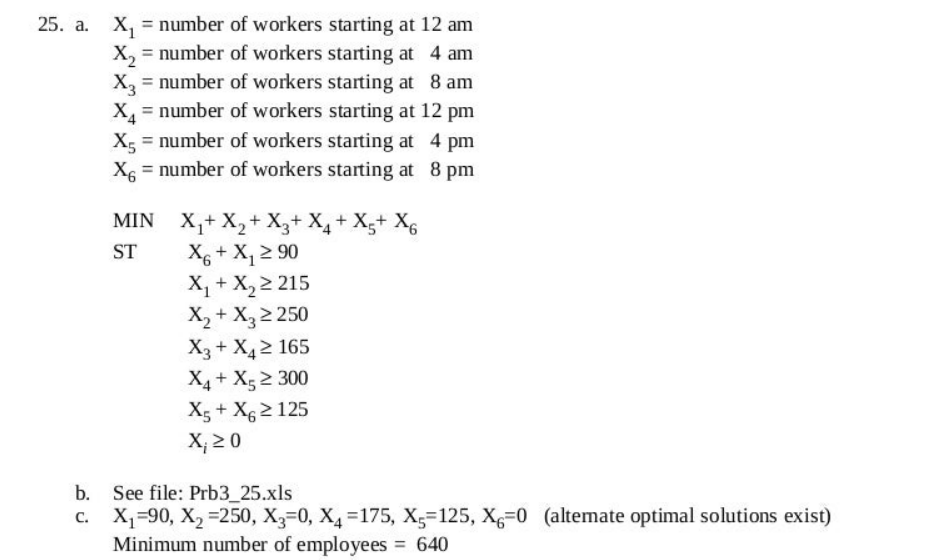 25. a. X₁ = number of workers starting at 12 am
X₂ = number of workers starting at 4 am
X₃ = number of workers starting at 8 am
X₄ = number of workers starting at 12 pm
X₅ = number of workers starting at 4 pm
X₆ = number of workers starting at 8 pm
MIN X₁+ X₂+ X₃+ X₄ + X₅+ X₆
ST X₆ + X₁ ≥ 90
X₁ + X₂ ≥ 215
X₂ + X₃ ≥ 250
X₃ + X₄ ≥ 165
X₄ + X₅ ≥ 300
X₅ + X₆ ≥ 125
Xᵢ ≥ 0
b. See file: Prb3_25.xls
c. X₁=90, X₂ =250, X₃=0, X₄ =175, X₅=125, X₆=0 (alternate optimal solutions exist)
Minimum number of employees = 640